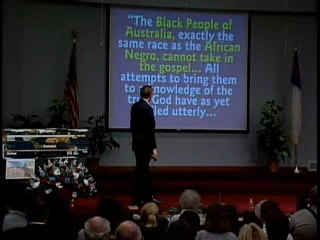 "The Black People of
Australia, exactly the
same race as the African
Negro, cannot take in
the gospel... All
attempts to bring them
to knowledge of the
God have as yet
utterly...